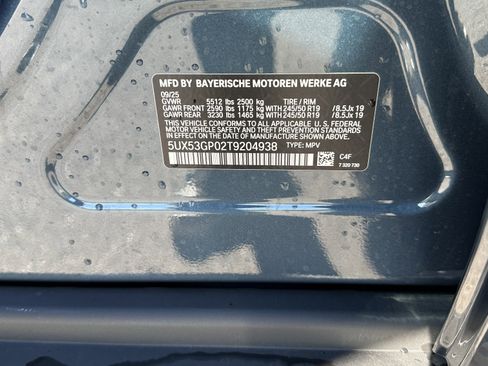 MFD BY BAYERISCHE MOTOREN WERKE AG
09/25
GVWR 5512 lbs 2500 kg TIRE / RIM
GAWR FRONT 2590 lbs 1175 kg WITH 245/50 R19 / 8.5Jx 19
GAWR REAR 3230 lbs 1465 kg WITH 245/50 R19 / 8.5Jx 19
THIS VEHICLE CONFORMS TO ALL APPLICABLE U.S.
FEDERAL MOTOR VEHICLE SAFETY STANDARDS IN
EFFECT ON THE DATE OF MANUFACTURE SHOWN ABOVE.
5UX53GP02T9204938 TYPE: MPV
C4F
7 320 730